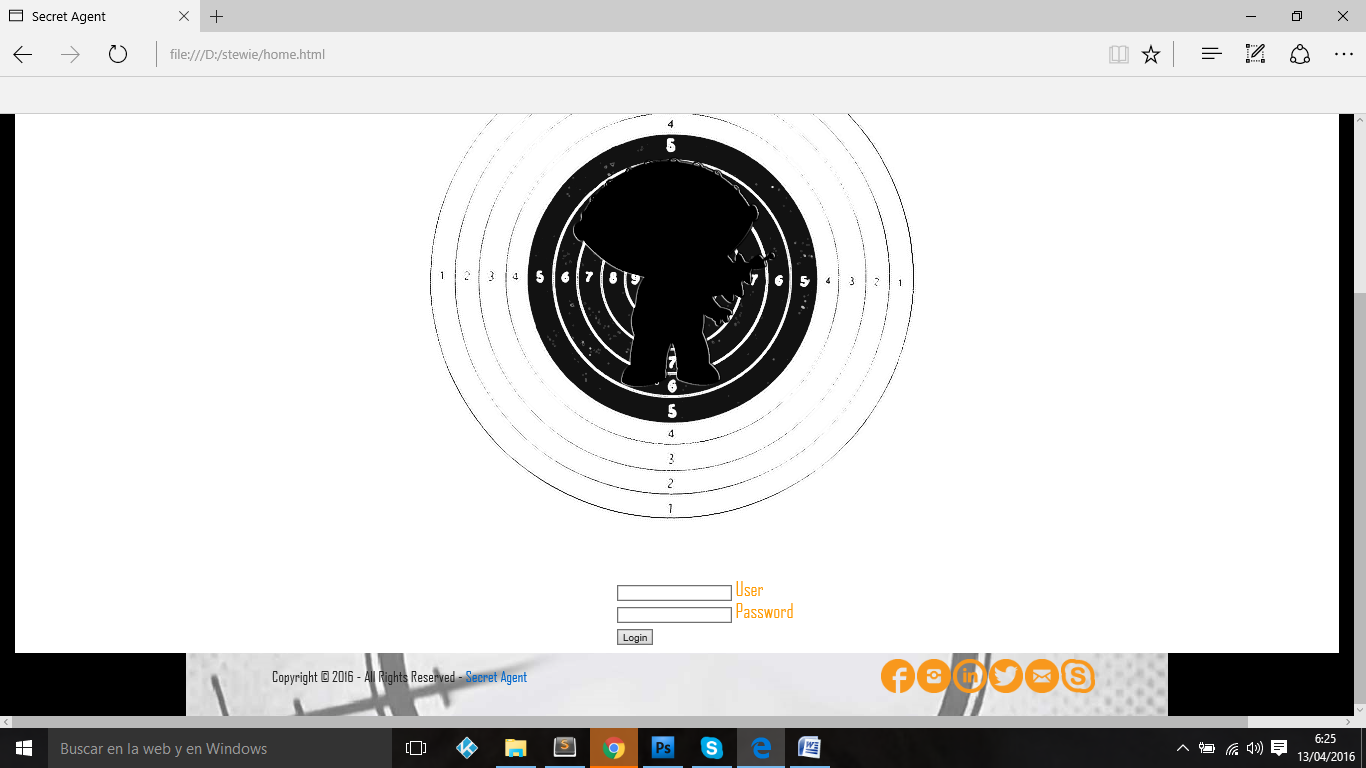 Secret Agent
file:///D:/stewie/home.html
4
5
1 2 3 4 5 6 7 8 9 7 6 5 4 3 2 1
7
6
5
4
3
2
1
User
Password
Login
Copyright © 2016 - All Rights Reserved - Secret Agent
Buscar en la web y en Windows
6:25
13/04/2016